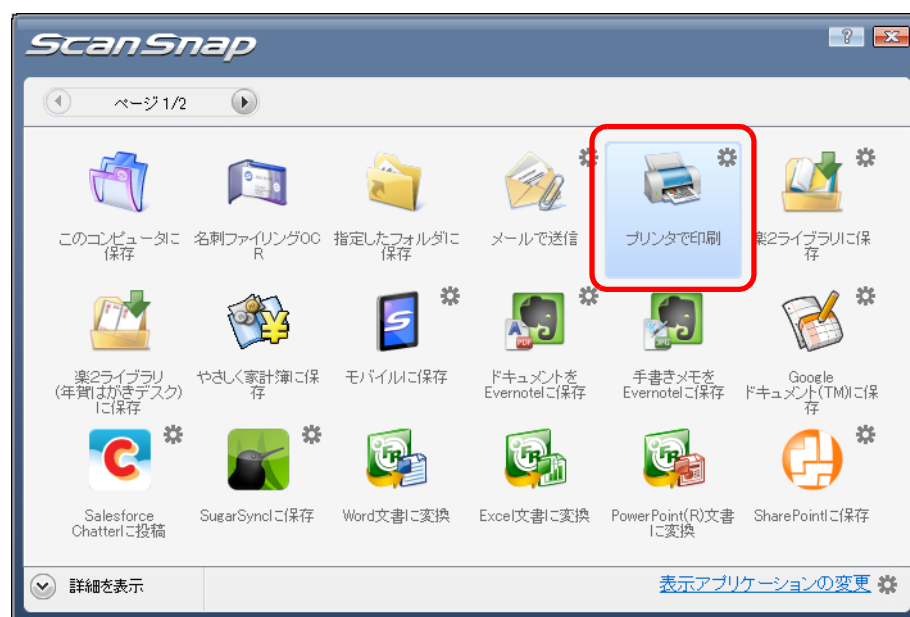 ScanSnap
ページ 1/2
このコンピュータに
保存
名刺ファイリングOC
R
指定したフォルダに
保存
メールで送信
プリンタで印刷
楽2ライブラリに保
存
楽2ライブラリ
(年賀はがきデスク)
に保存
やさしく家計簿に保
存
モバイルに保存
ドキュメントを
Evernoteに保存
手書きメモを
Evernoteに保存
Google
ドキュメント(TM)に保
存
Salesforce
Chatterに投稿
SugarSyncに保存
Word文書に変換
Excel文書に変換
PowerPoint(R)文書
に変換
SharePointに保存
詳細を表示
表示アプリケーションの変更